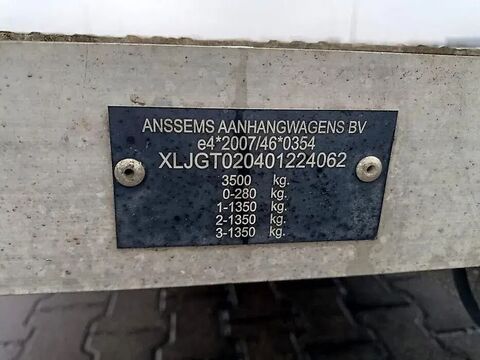 ANSSEMS AANHANGWAGENS BV
e4*2007/46*0354
XLJGT020401224062
3500 kg.
0-280 kg.
1-1350 kg.
2-1350 kg.
3-1350 kg.